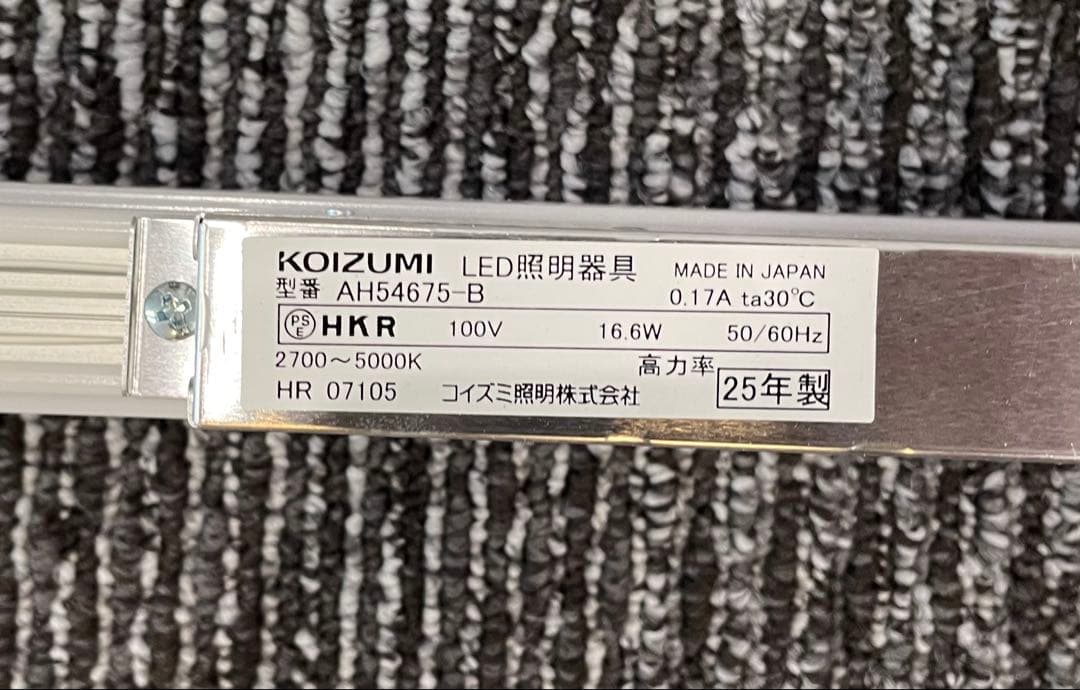 KOIZUMI LED照明器具 MADE IN JAPAN
型番 AH54675-B 0.17A ta30℃
PSE HKR 100V 16.6W 50/60Hz
2700～5000K 高力率
HR 07105 コイズミ照明株式会社 25年製